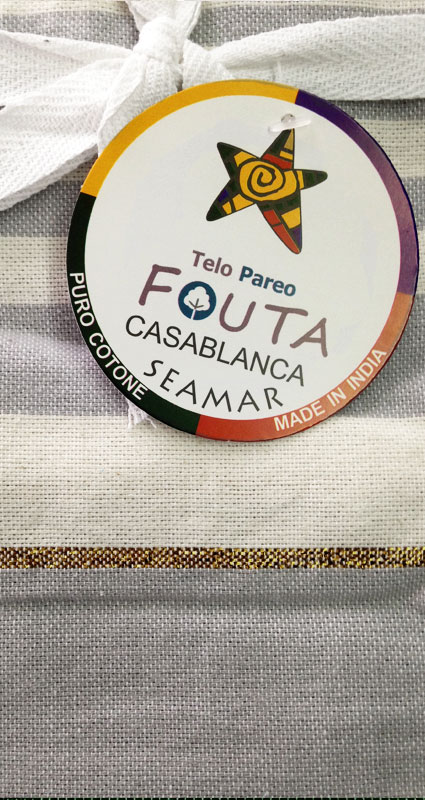 Telo Pareo
FOUTA
CASABLANCA
SEAMAR
PURO COTONE
MADE IN INDIA